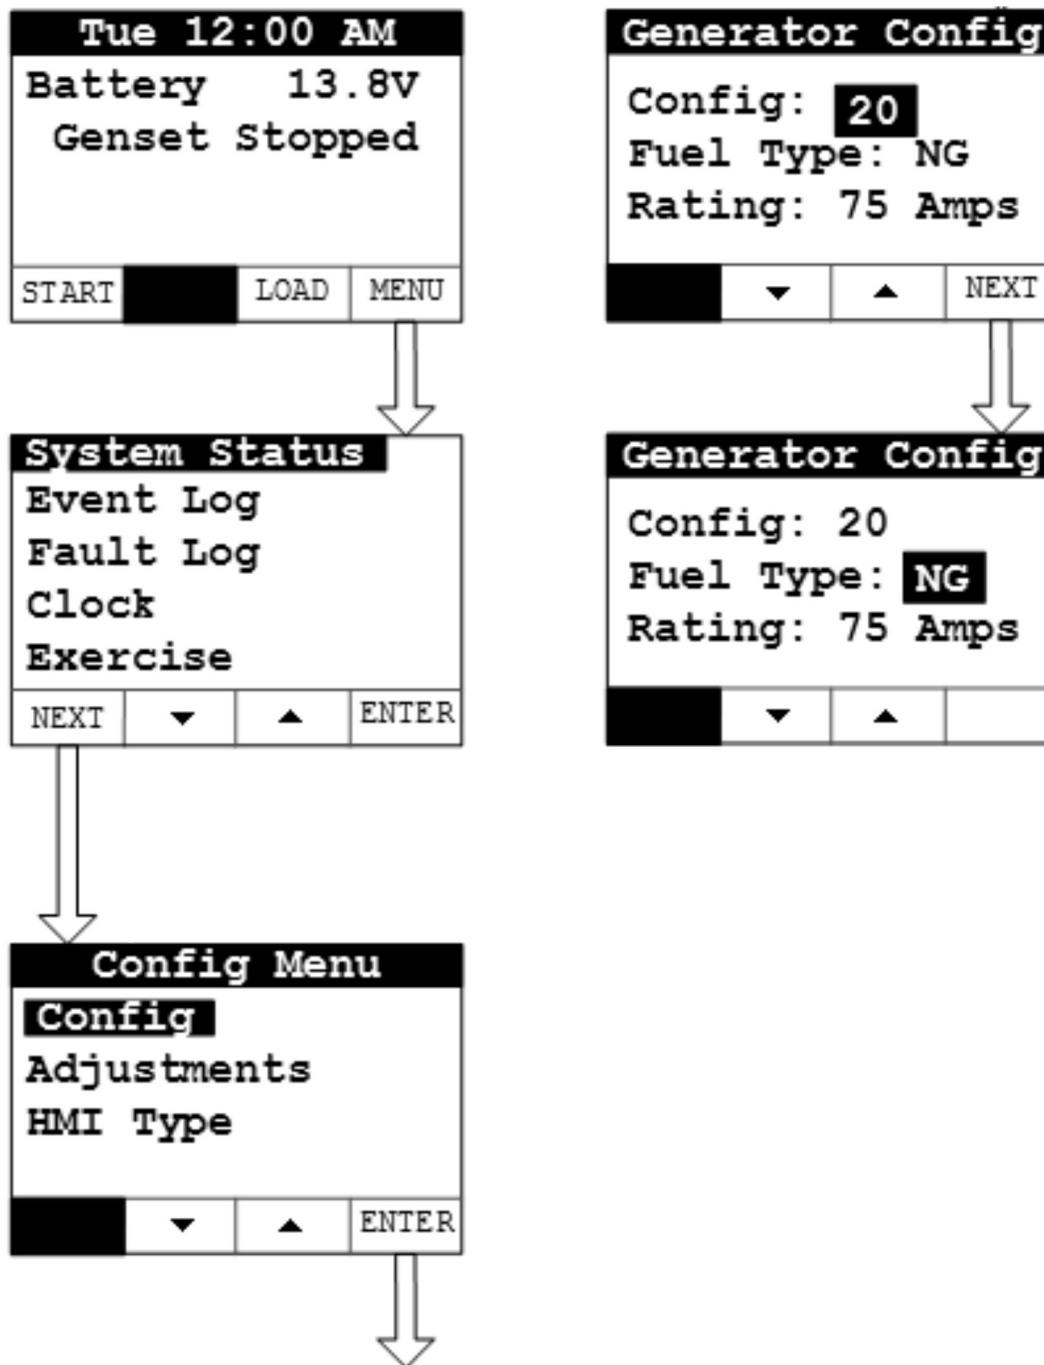 Tue 12:00 AM
Battery 13.8V
Genset Stopped
START LOAD MENU
System Status
Event Log
Fault Log
Clock
Exercise
NEXT ENTER
Config Menu
Config
Adjustments
HMI Type
ENTER
Generator Config
Config: 20
Fuel Type: NG
Rating: 75 Amps
NEXT
Generator Config
Config: 20
Fuel Type: NG
Rating: 75 Amps